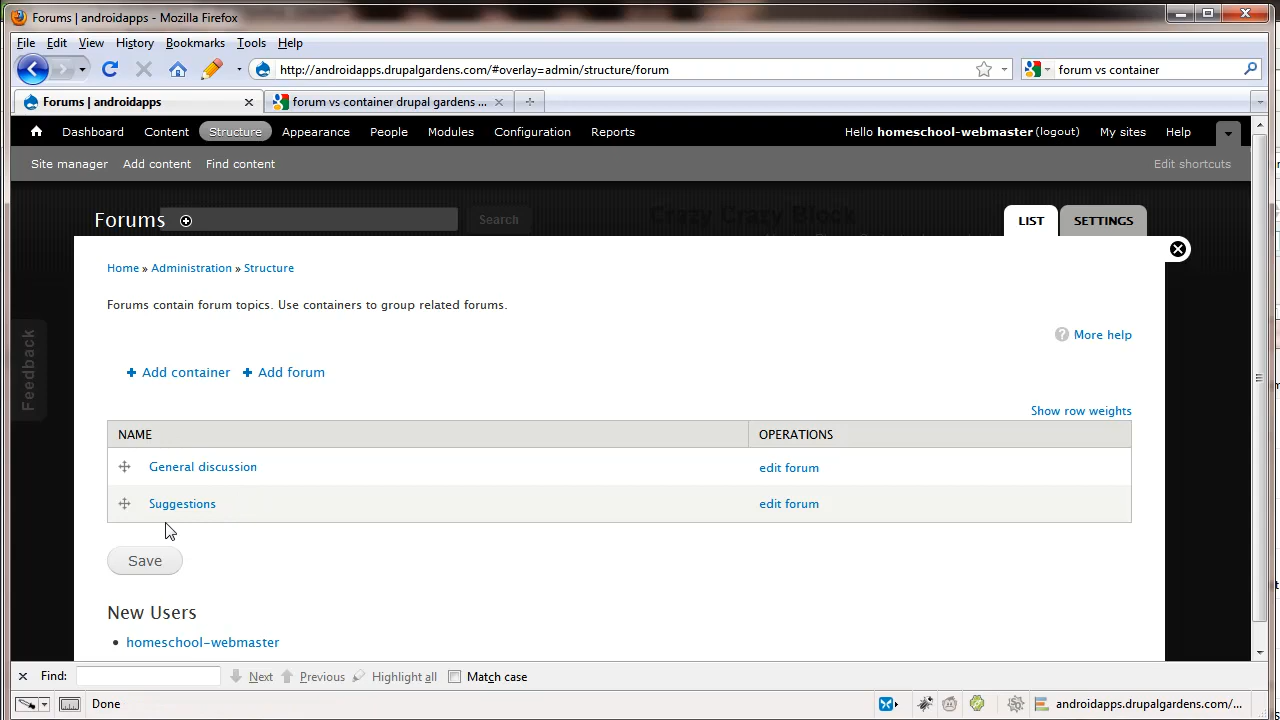 Forums | androidapps - Mozilla Firefox
File Edit View History Bookmarks Tools Help
http://androidapps.drupalgardens.com/#overlay=admin/structure/forum
forum vs container
Forums | androidapps
forum vs container drupal gardens ...
Dashboard Content Structure Appearance People Modules Configuration Reports
Hello homeschool-webmaster (logout) My sites Help
Site manager Add content Find content
Edit shortcuts
Forums
Search
Crazy Crazy Block
LIST SETTINGS
Home » Administration » Structure
Forums contain forum topics. Use containers to group related forums.
Feedback
? More help
+ Add container + Add forum
Show row weights
NAME OPERATIONS
General discussion edit forum
Suggestions edit forum
Save
New Users
• homeschool-webmaster
Find: Next Previous Highlight all Match case
Done
androidapps.drupalgardens.com/...